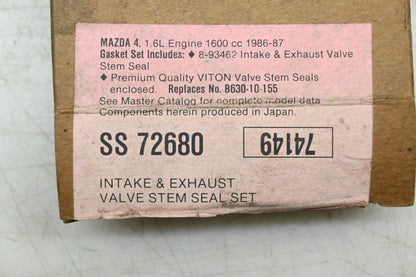 MAZDA 4, 1.6L Engine 1600 cc 1986-87
Gasket Set Includes: ◆ 8-93462 Intake & Exhaust Valve
Stem Seal
◆ Premium Quality VITON Valve Stem Seals
enclosed. Replaces No. B630-10-155
See Master Catalog for complete model data
Components herein produced in Japan.
SS 72680
74149
INTAKE & EXHAUST
VALVE STEM SEAL SET